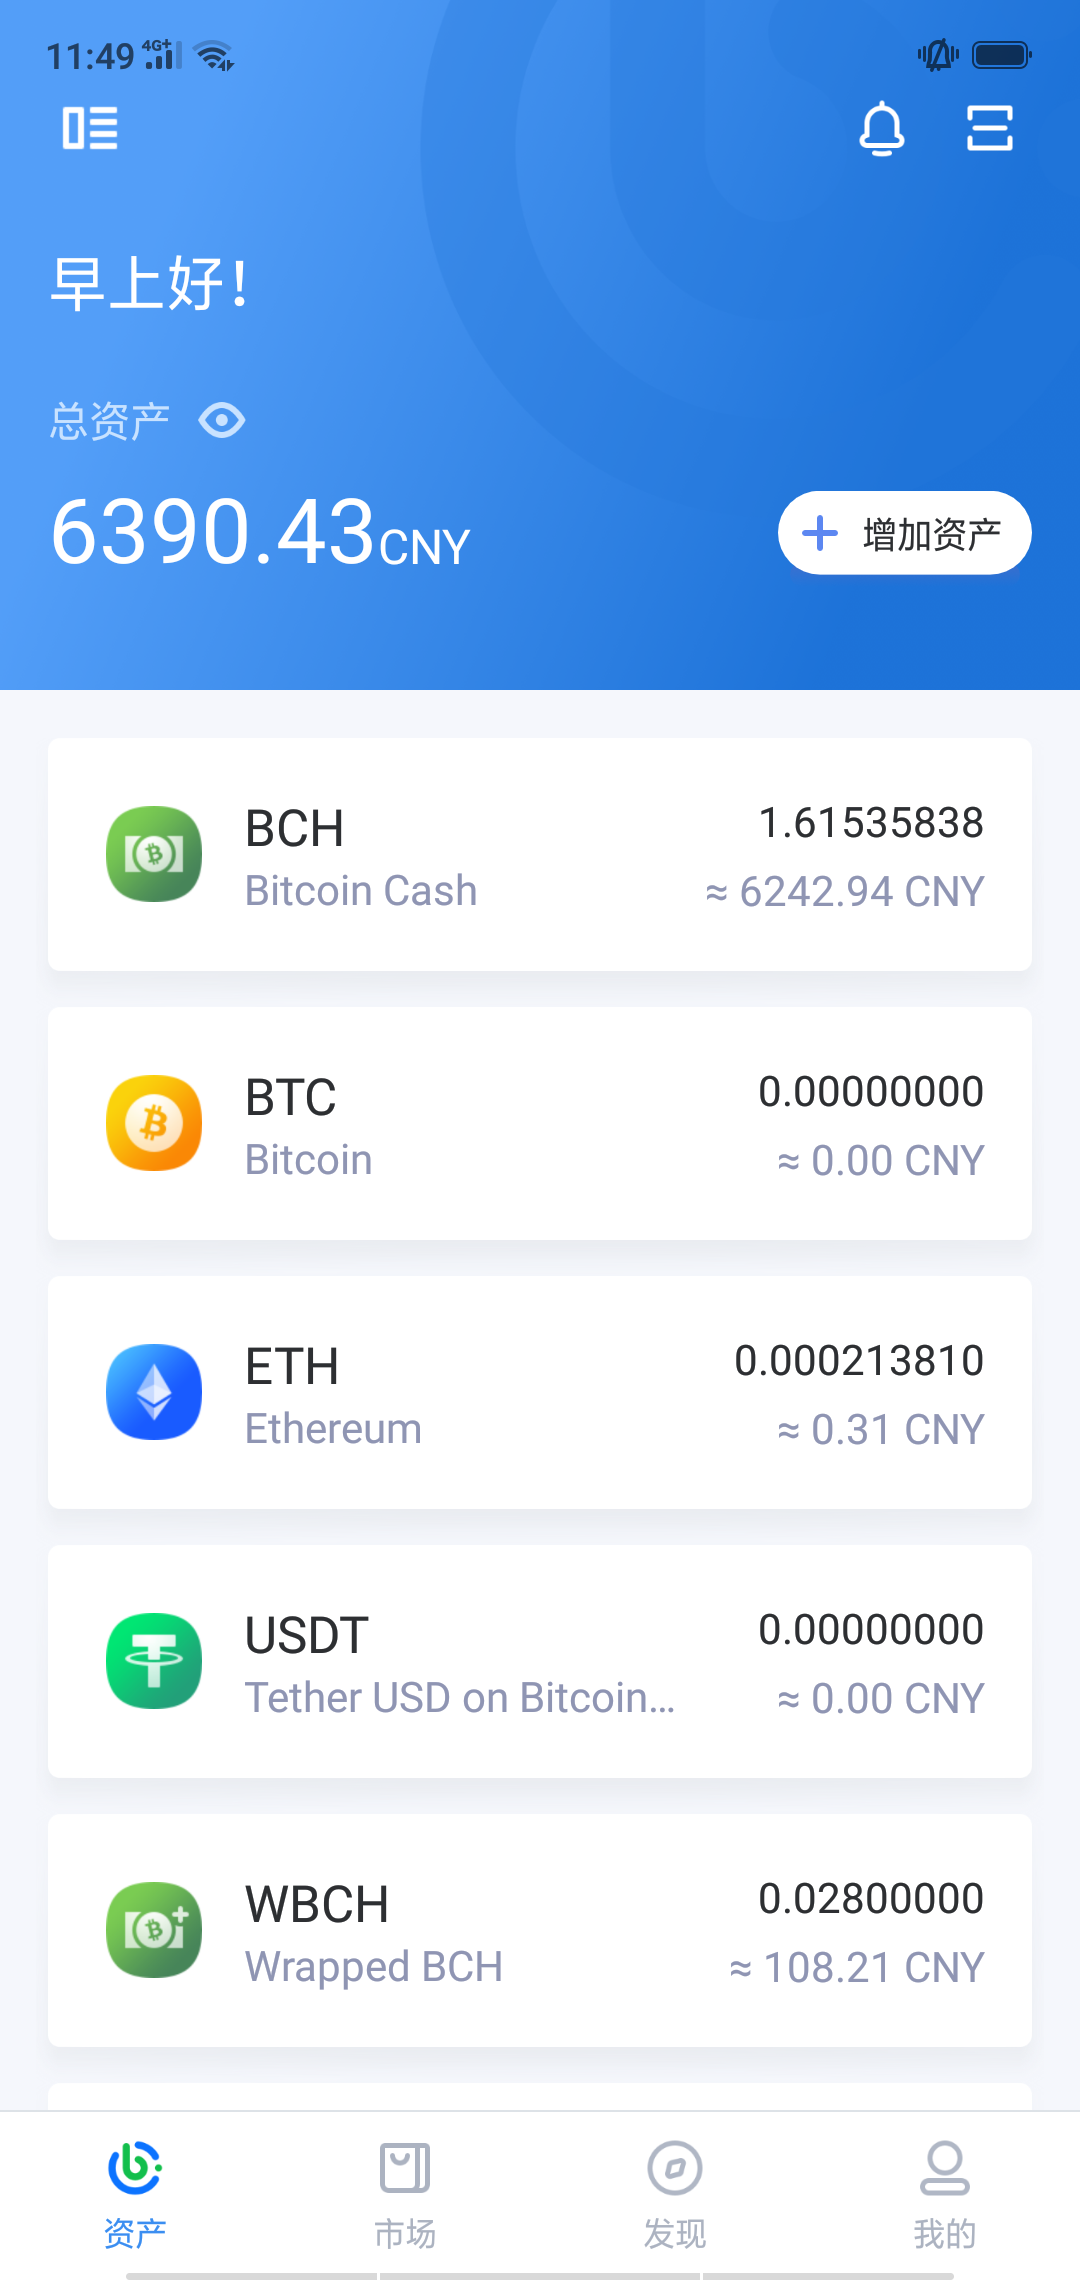 11:49 4G+
早上好!
总资产
6390.43CNY
增加资产
BCH
1.61535838
Bitcoin Cash
≈ 6242.94 CNY
BTC
0.00000000
Bitcoin
≈ 0.00 CNY
ETH
0.000213810
Ethereum
≈ 0.31 CNY
USDT
0.00000000
Tether USD on Bitcoin...
≈ 0.00 CNY
WBCH
0.02800000
Wrapped BCH
≈ 108.21 CNY
资产 市场 发现 我的